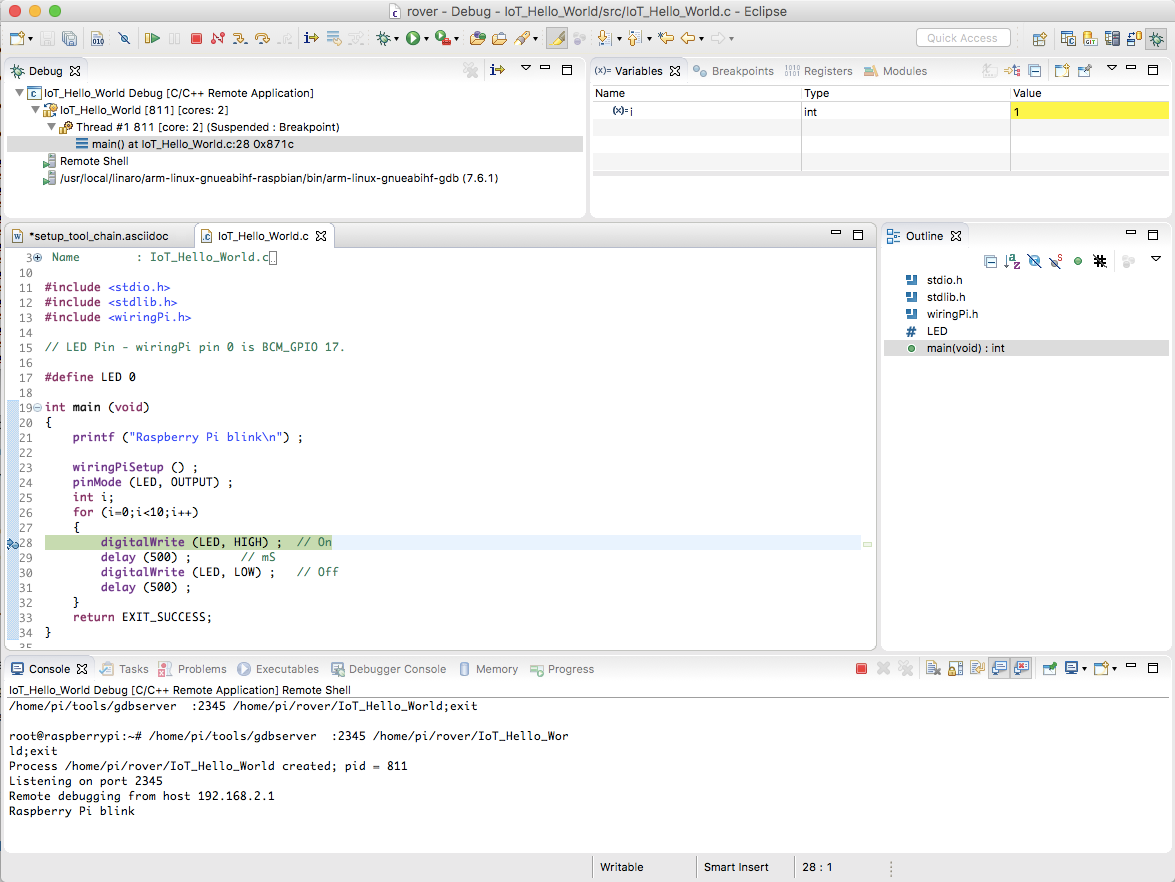 rover - Debug - IoT_Hello_World/src/IoT_Hello_World.c - Eclipse
Quick Access
Debug
IoT_Hello_World Debug [C/C++ Remote Application]
IoT_Hello_World [811] [cores: 2]
Thread #1 811 [core: 2] (Suspended : Breakpoint)
main() at IoT_Hello_World.c:28 0x871c
Remote Shell
/usr/local/linaro/arm-linux-gnueabihf-raspbian/bin/arm-linux-gnueabihf-gdb (7.6.1)
(x)= Variables Breakpoints Registers Modules
Name Type Value
(x)= i int 1
*setup_tool_chain.asciidoc IoT_Hello_World.c
3 Name : IoT_Hello_World.c
10
11 #include <stdio.h>
12 #include <stdlib.h>
13 #include <wiringPi.h>
14
15 // LED Pin - wiringPi pin 0 is BCM_GPIO 17.
16
17 #define LED 0
18
19 int main (void)
20 {
21 printf ("Raspberry Pi blink\n") ;
22
23 wiringPiSetup () ;
24 pinMode (LED, OUTPUT) ;
25 int i;
26 for (i=0;i<10;i++)
27 {
28 digitalWrite (LED, HIGH) ; // On
29 delay (500) ; // mS
30 digitalWrite (LED, LOW) ; // Off
31 delay (500) ;
32 }
33 return EXIT_SUCCESS;
34 }
35
Outline
stdio.h
stdlib.h
wiringPi.h
# LED
main(void) : int
Console Tasks Problems Executables Debugger Console Memory Progress
IoT_Hello_World Debug [C/C++ Remote Application] Remote Shell
/home/pi/tools/gdbserver :2345 /home/pi/rover/IoT_Hello_World;exit
root@raspberrypi:~# /home/pi/tools/gdbserver :2345 /home/pi/rover/IoT_Hello_Wor
ld;exit
Process /home/pi/rover/IoT_Hello_World created; pid = 811
Listening on port 2345
Remote debugging from host 192.168.2.1
Raspberry Pi blink
Writable Smart Insert 28 : 1